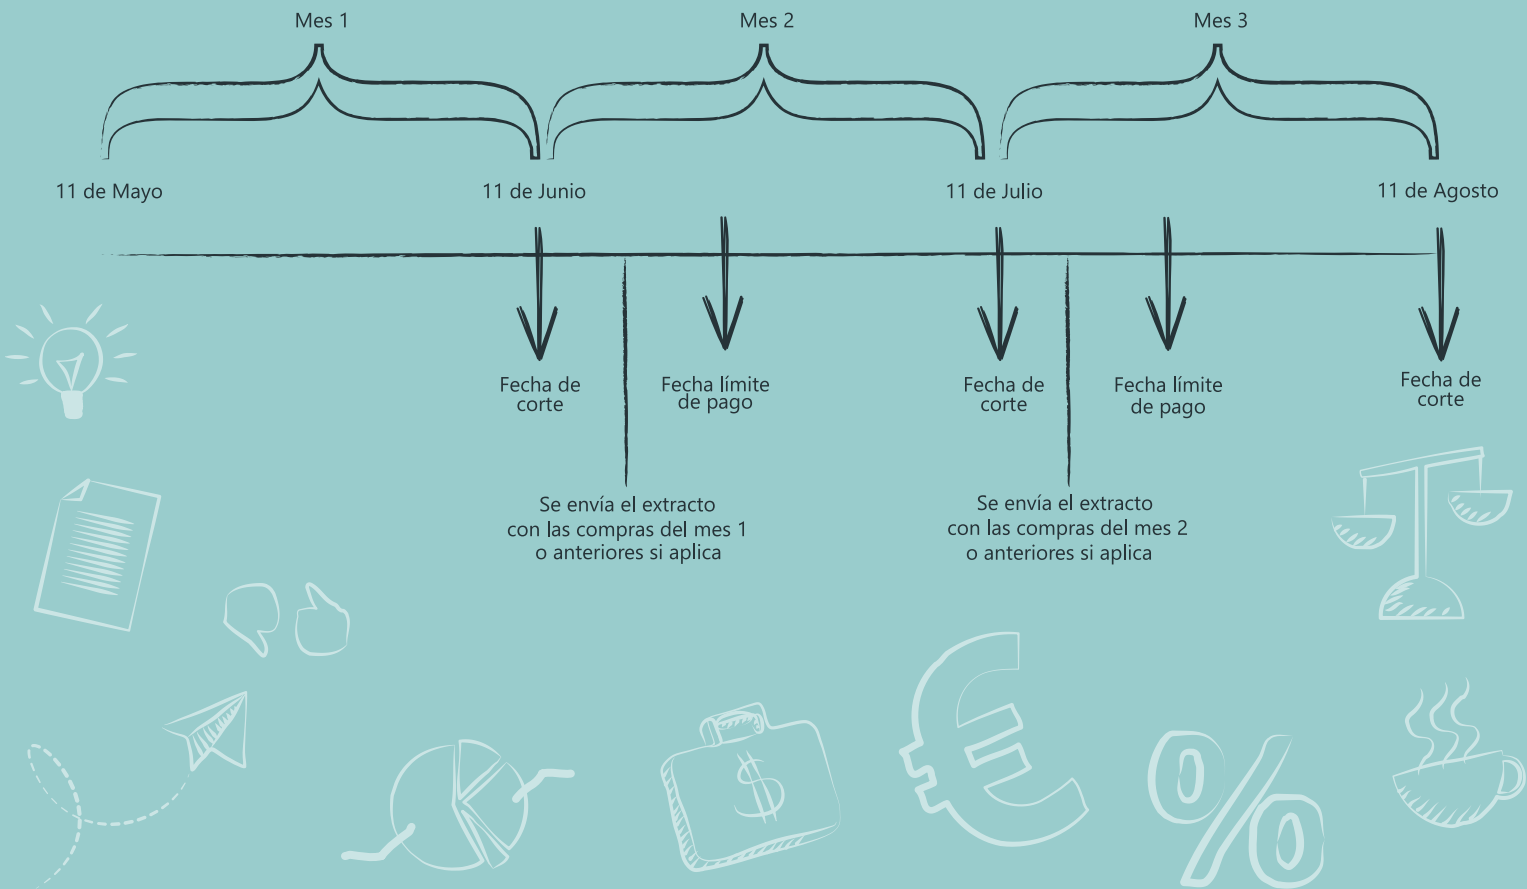 Mes 1
Mes 2
Mes 3
11 de Mayo
11 de Junio
11 de Julio
11 de Agosto
Fecha de
corte
Fecha límite
de pago
Fecha de
corte
Fecha límite
de pago
Fecha de
corte
Se envía el extracto
con las compras del mes 1
o anteriores si aplica
Se envía el extracto
con las compras del mes 2
o anteriores si aplica
$
€
%